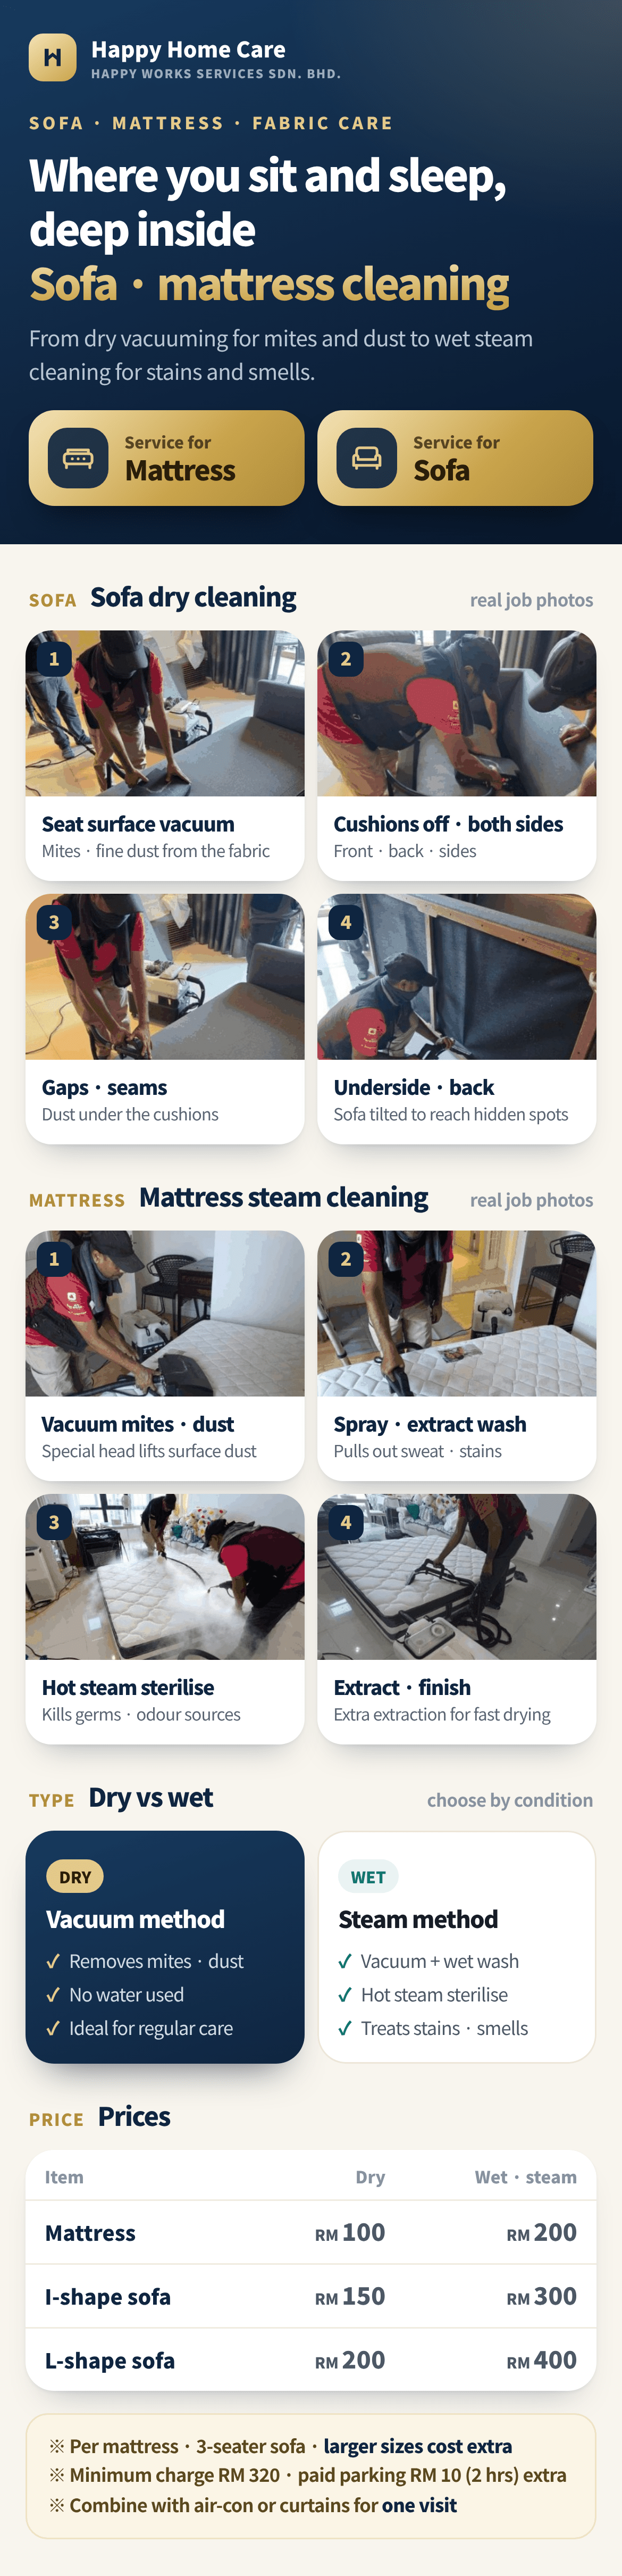 Happy Home Care
HAPPY WORKS SERVICES SDN. BHD.
SOFA · MATTRESS · FABRIC CARE
Where you sit and sleep,
deep inside
Sofa · mattress cleaning
From dry vacuuming for mites and dust to wet steam
cleaning for stains and smells.
Service for
Mattress
Service for
Sofa
SOFA Sofa dry cleaning real job photos
1
Seat surface vacuum
Mites · fine dust from the fabric
2
Cushions off · both sides
Front · back · sides
3
Gaps · seams
Dust under the cushions
4
Underside · back
Sofa tilted to reach hidden spots
MATTRESS Mattress steam cleaning real job photos
1
Vacuum mites · dust
Special head lifts surface dust
2
Spray · extract wash
Pulls out sweat · stains
3
Hot steam sterilise
Kills germs · odour sources
4
Extract · finish
Extra extraction for fast drying
TYPE Dry vs wet choose by condition
DRY
Vacuum method
✓ Removes mites · dust
✓ No water used
✓ Ideal for regular care
WET
Steam method
✓ Vacuum + wet wash
✓ Hot steam sterilise
✓ Treats stains · smells
PRICE Prices
Item Dry Wet · steam
Mattress RM 100 RM 200
I-shape sofa RM 150 RM 300
L-shape sofa RM 200 RM 400
※ Per mattress · 3-seater sofa · larger sizes cost extra
※ Minimum charge RM 320 · paid parking RM 10 (2 hrs) extra
※ Combine with air-con or curtains for one visit